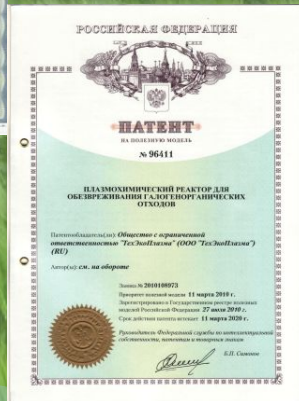 РОССИЙСКАЯ ФЕДЕРАЦИЯ
ПАТЕНТ
НА ПОЛЕЗНУЮ МОДЕЛЬ
№ 96411
ПЛАЗМОХИМИЧЕСКИЙ РЕАКТОР ДЛЯ
ОБЕЗВРЕЖИВАНИЯ ГАЛОГЕНОРГАНИЧЕСКИХ
ОТХОДОВ
Патентообладатель(ли): Общество с ограниченной
ответственностью "ТехЭкоПлазма" (ООО "ТехЭкоПлазма")
(RU)
Автор(ы): см. на обороте
Заявка № 2010108973
Приоритет полезной модели 11 марта 2010 г.
Зарегистрировано в Государственном реестре полезных
моделей Российской Федерации 27 июля 2010 г.
Срок действия патента истекает 11 марта 2020 г.
Руководитель Федеральной службы по интеллектуальной
собственности, патентам и товарным знакам
Б.П. Симонов